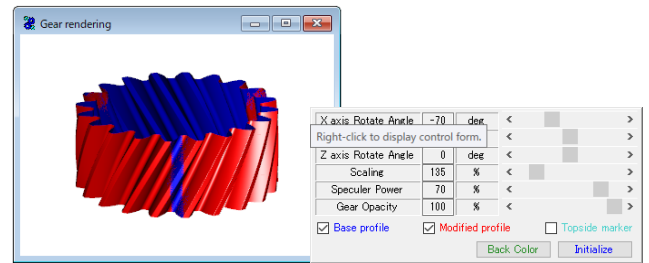 Gear rendering
X axis Rotate Angle -70 deg < >
Right-click to display control form. < >
Z axis Rotate Angle 0 deg < >
Scaling 135 % < >
Speculer Power 70 % < >
Gear Opacity 100 % < >
Base profile Modified profile Topside marker
Back Color Initialize